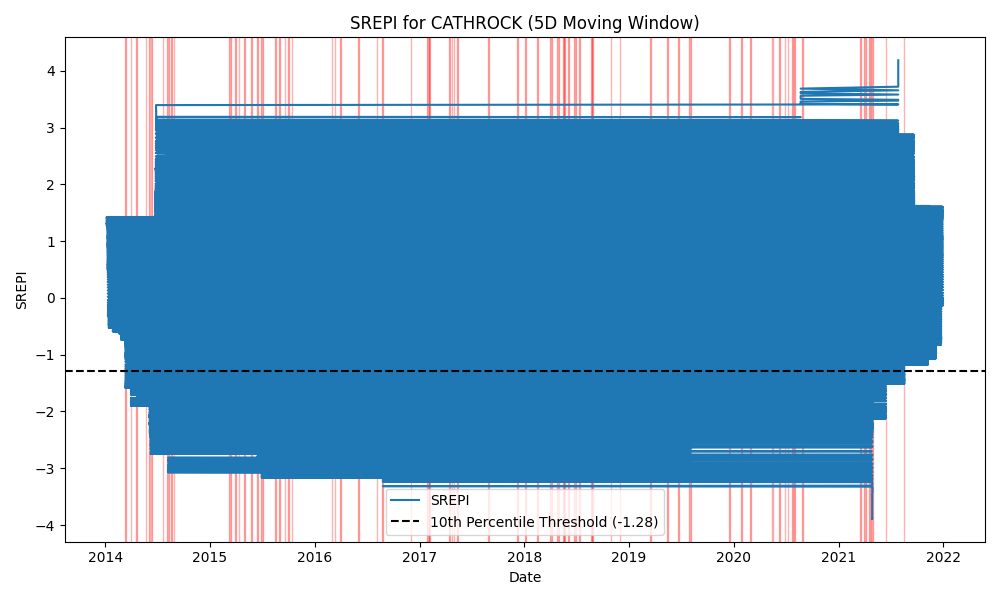 SREPI for CATHROCK (5D Moving Window)
4
3
2
1
0
−1
−2
−3
−4
SREPI
SREPI
10th Percentile Threshold (-1.28)
2014 2015 2016 2017 2018 2019 2020 2021 2022
Date